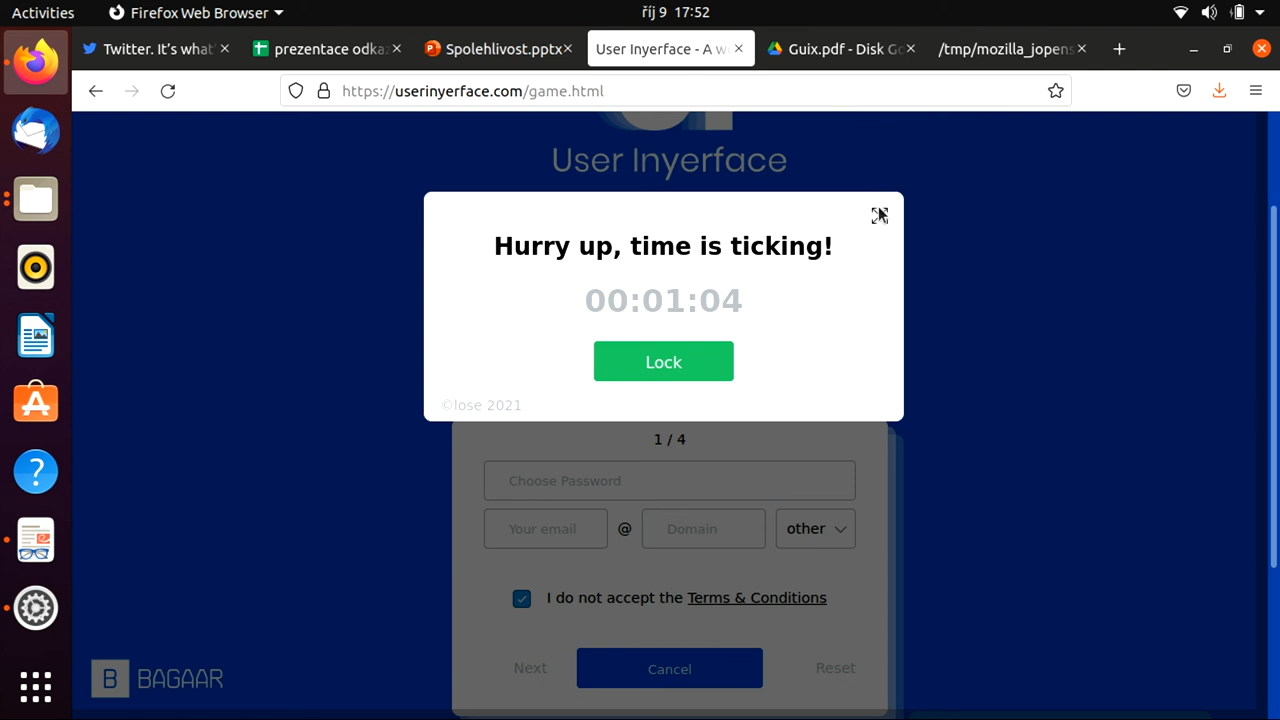 Activities
Firefox Web Browser
říj 9 17:52
Twitter. It's what
prezentace odka
Spolehlivost.pptx
User Inyerface - A w
Guix.pdf - Disk G
/tmp/mozilla_jopens
https://userinyerface.com/game.html
User Inyerface
Hurry up, time is ticking!
00:01:04
Lock
©lose 2021
1 / 4
Choose Password
Your email @ Domain other
I do not accept the Terms & Conditions
Next Cancel Reset
B BAGAAR